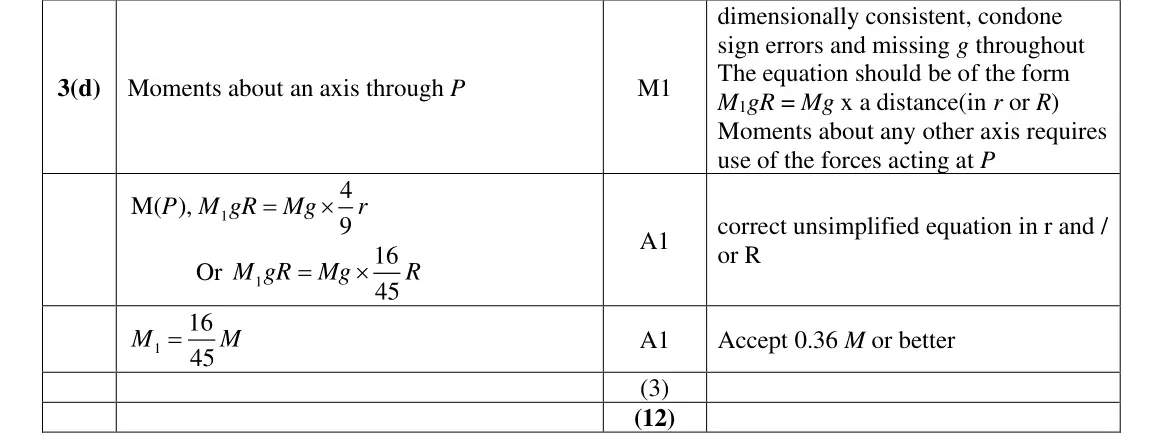 dimensionally consistent, condone
sign errors and missing g throughout
3(d) Moments about an axis through P M1 The equation should be of the form
M₁gR = Mg x a distance(in r or R)
Moments about any other axis requires
use of the forces acting at P
M(P), M₁gR = Mg × 4/9 r
Or M₁gR = Mg × 16/45 R
A1
correct unsimplified equation in r and /
or R
M₁ = 16/45 M A1 Accept 0.36 M or better
(3)
(12)